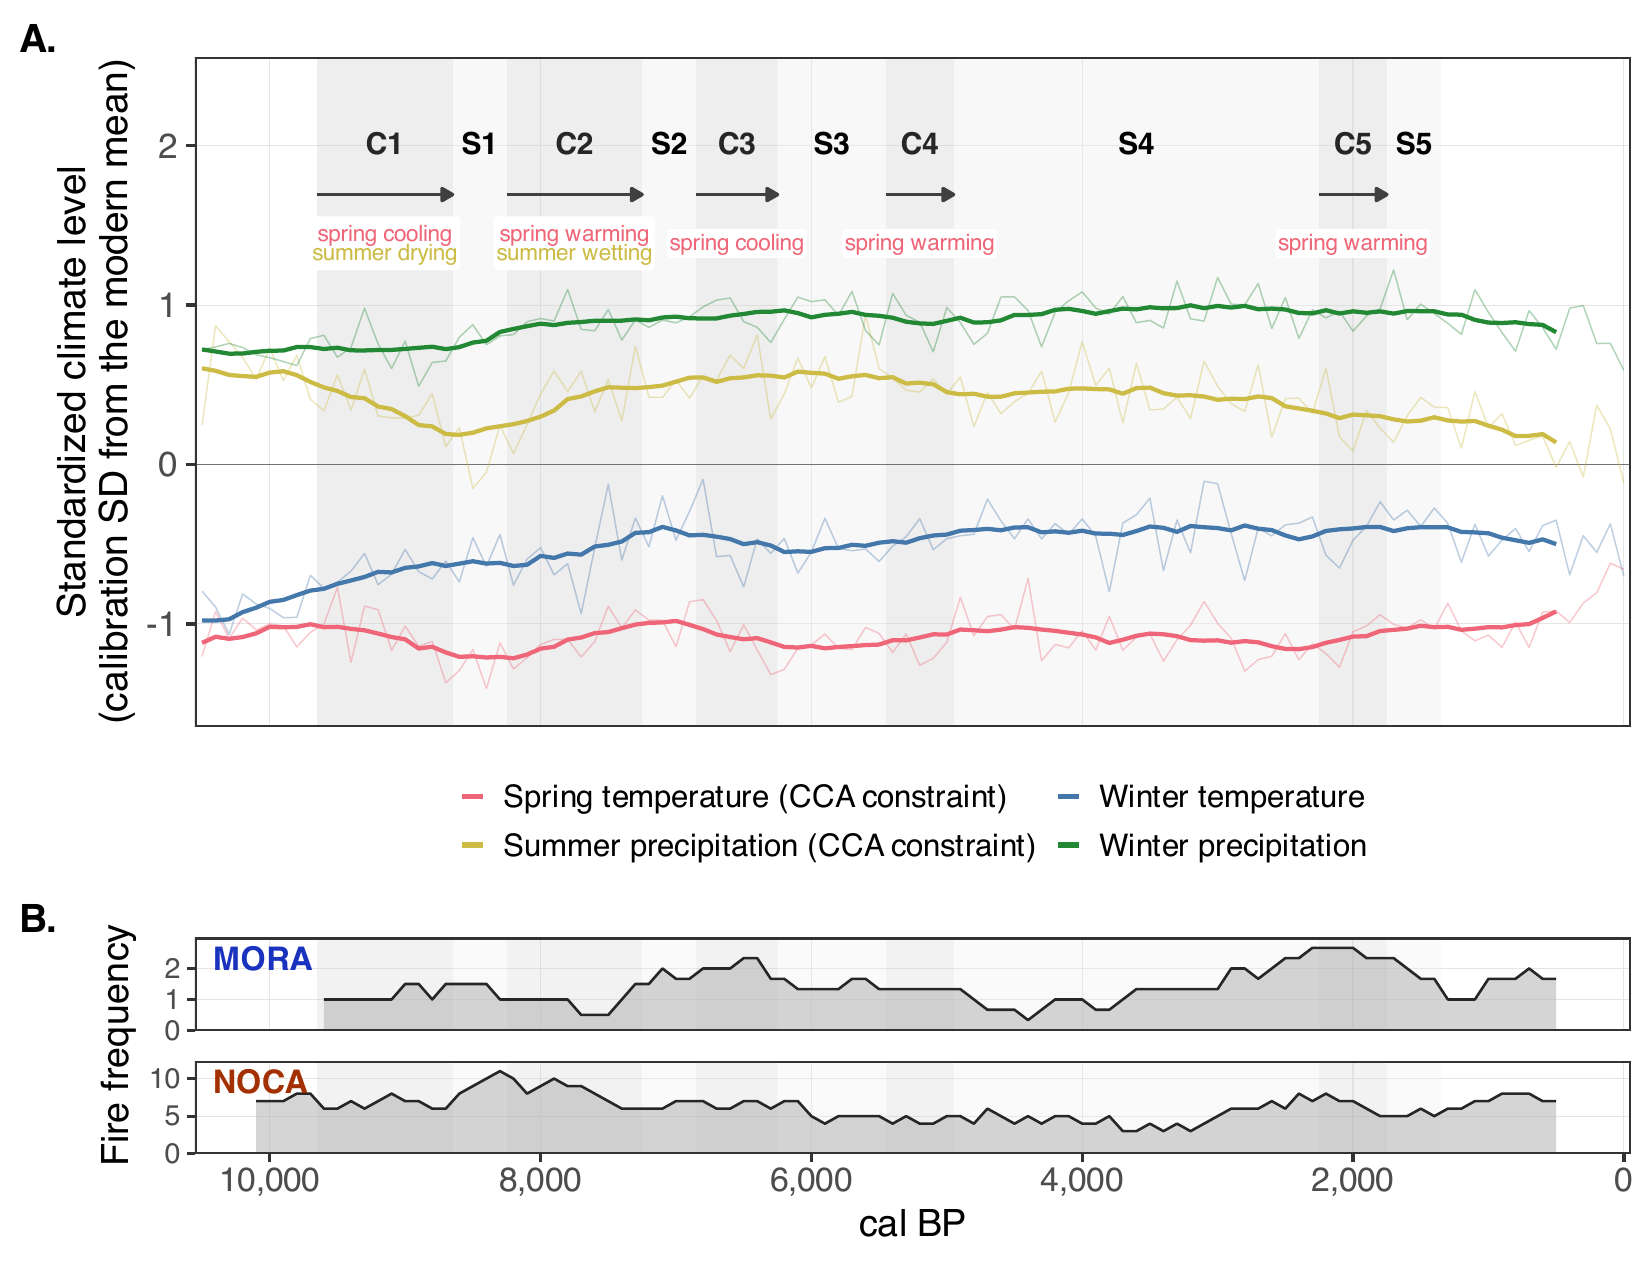 A.
Standardized climate level
(calibration SD from the modern mean)
2
1
0
-1
C1 S1 C2 S2 C3 S3 C4 S4 C5 S5
spring cooling
summer drying
spring warming
summer wetting
spring cooling
spring warming
spring warming
Spring temperature (CCA constraint)
Winter temperature
Summer precipitation (CCA constraint)
Winter precipitation
B.
Fire frequency
MORA
2
1
0
NOCA
10
5
0
10,000 8,000 6,000 4,000 2,000 0
cal BP